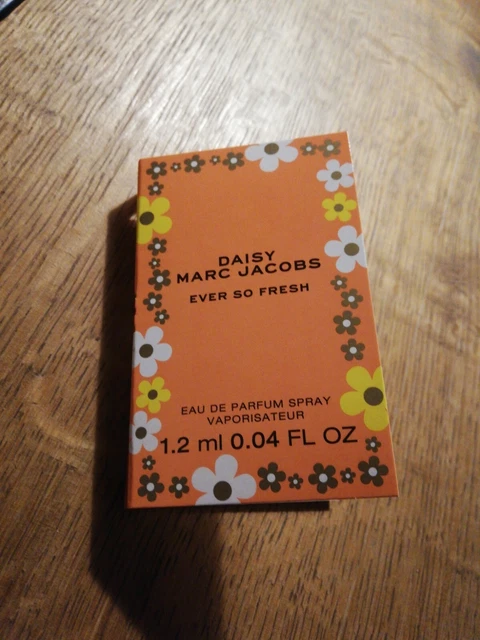 DAISY
MARC JACOBS
EVER SO FRESH
EAU DE PARFUM SPRAY
VAPORISATEUR
1.2 ml 0.04 FL OZ